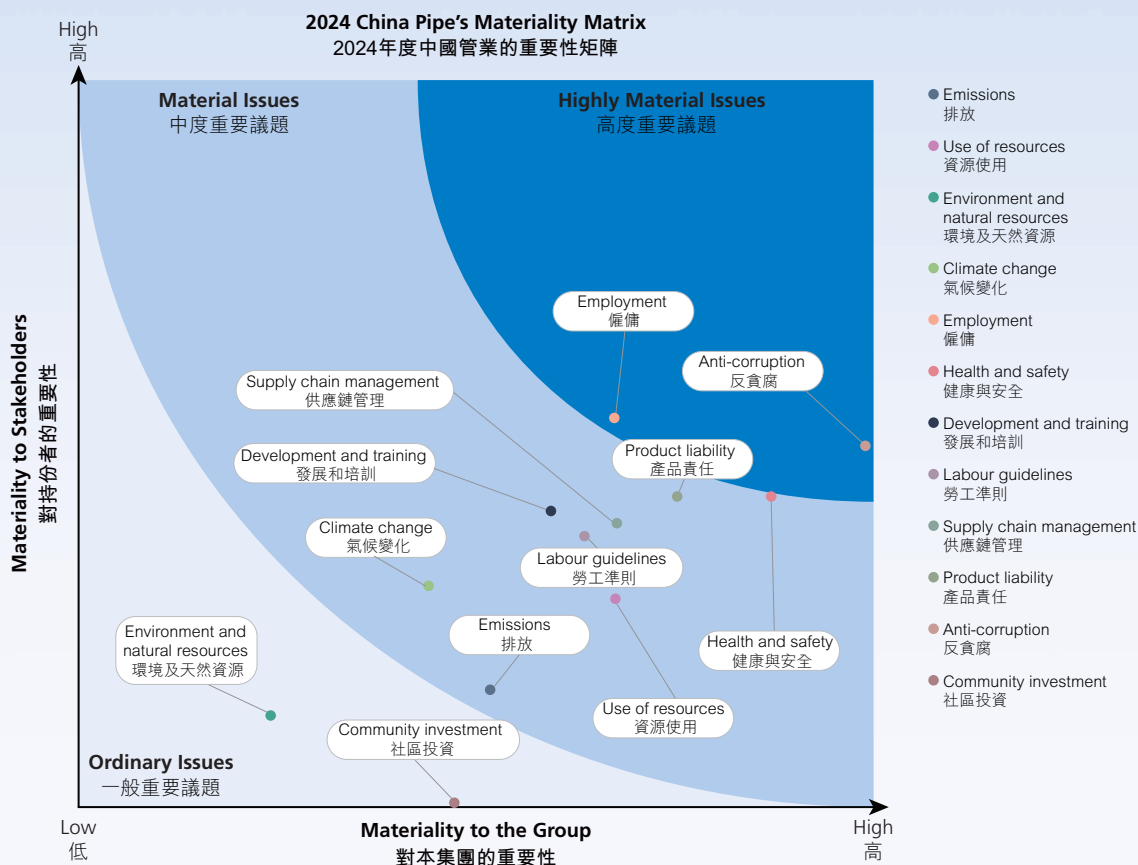 2024 China Pipe's Materiality Matrix
2024年度中國管業的重要性矩陣
High
高
Materiality to Stakeholders
對持份者的重要性
Material Issues
中度重要議題
Highly Material Issues
高度重要議題
Employment
僱傭
Anti-corruption
反貪腐
Supply chain management
供應鏈管理
Product liability
產品責任
Development and training
發展和培訓
Climate change
氣候變化
Labour guidelines
勞工準則
Emissions
排放
Environment and
natural resources
環境及天然資源
Health and safety
健康與安全
Use of resources
資源使用
Community investment
社區投資
Ordinary Issues
一般重要議題
Low
低
Materiality to the Group
對本集團的重要性
High
高
Emissions
排放
Use of resources
資源使用
Environment and
natural resources
環境及天然資源
Climate change
氣候變化
Employment
僱傭
Health and safety
健康與安全
Development and training
發展和培訓
Labour guidelines
勞工準則
Supply chain management
供應鏈管理
Product liability
產品責任
Anti-corruption
反貪腐
Community investment
社區投資